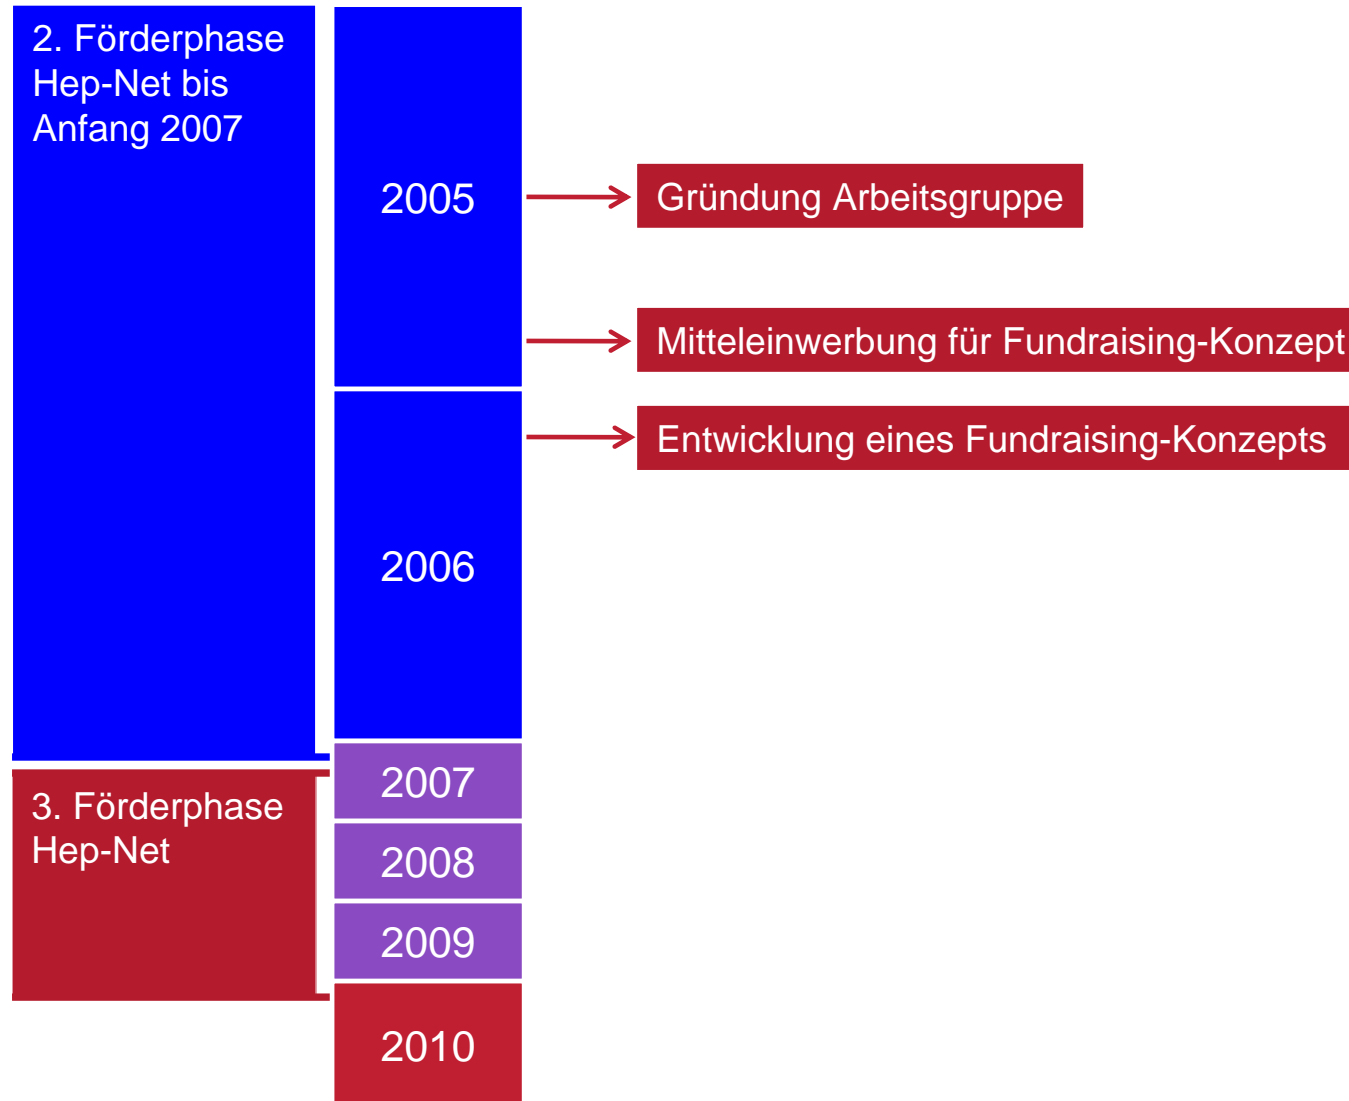 2. Förderphase
Hep-Net bis
Anfang 2007
2005
Gründung Arbeitsgruppe
Mitteleinwerbung für Fundraising-Konzept
Entwicklung eines Fundraising-Konzepts
2006
2007
3. Förderphase
Hep-Net
2008
2009
2010